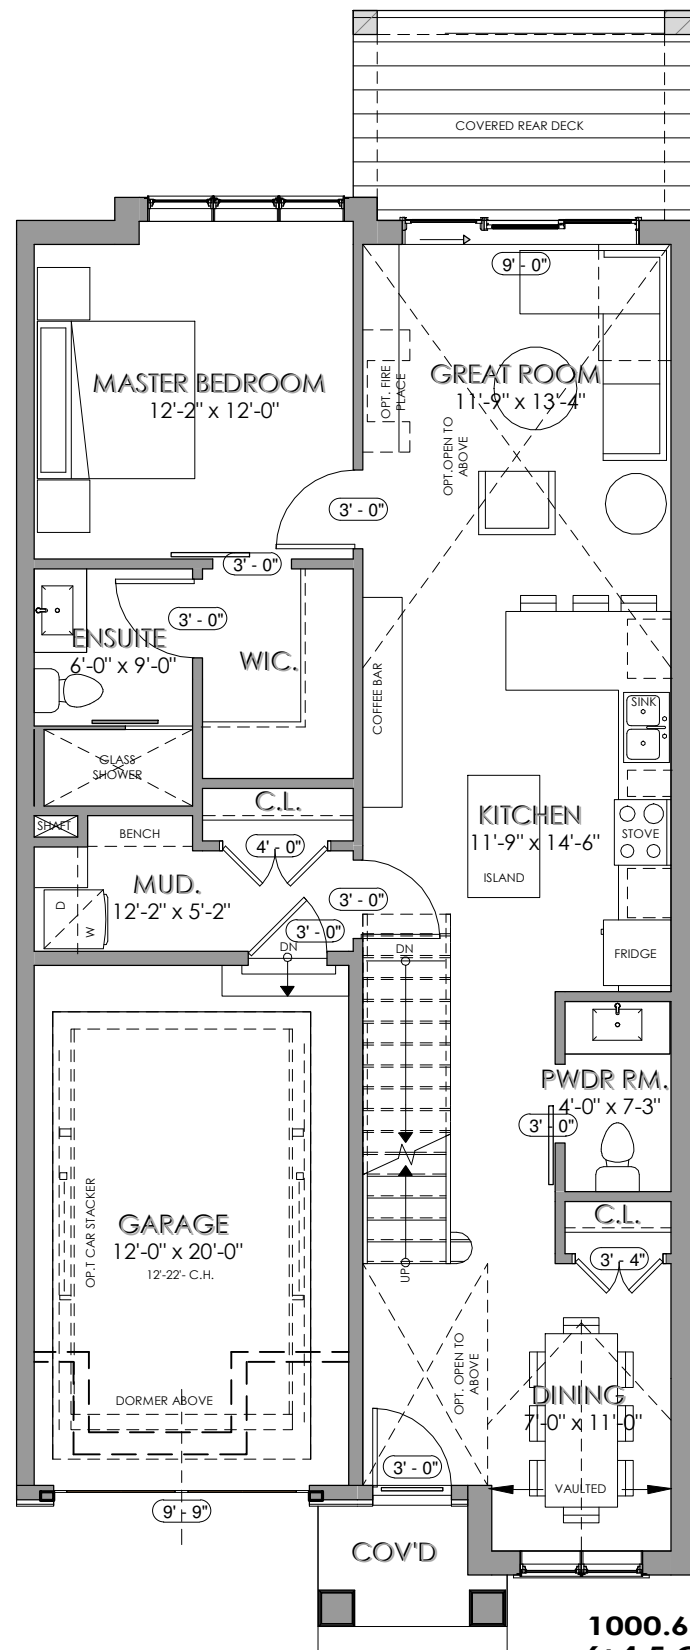 COVERED REAR DECK
9' - 0"
MASTER BEDROOM
12'-2" x 12'-0"
GREAT ROOM
11'-9" x 13'-4"
OPT. FIRE
PLACE
OPT.OPEN TO
ABOVE
3' - 0"
3' - 0"
3' - 0"
ENSUITE
6'-0" x 9'-0"
WIC.
COFFEE BAR
SINK
GLASS
SHOWER
C.L.
KITCHEN
11'-9" x 14'-6"
STOVE
SHAFT
BENCH
4' - 0"
ISLAND
MUD.
12'-2" x 5'-2"
3' - 0"
D
W
3' - 0"
DN
DN
FRIDGE
PWDR RM.
4'-0" x 7'-3"
3' - 0"
OP.T CAR STACKER
GARAGE
12'-0" x 20'-0"
12'-22'- C.H.
C.L.
3' - 4"
UP
OPT. OPEN TO
ABOVE
DORMER ABOVE
DINING
7'-0" x 11'-0"
3' - 0"
VAULTED
9' - 9"
COV'D
1000.6